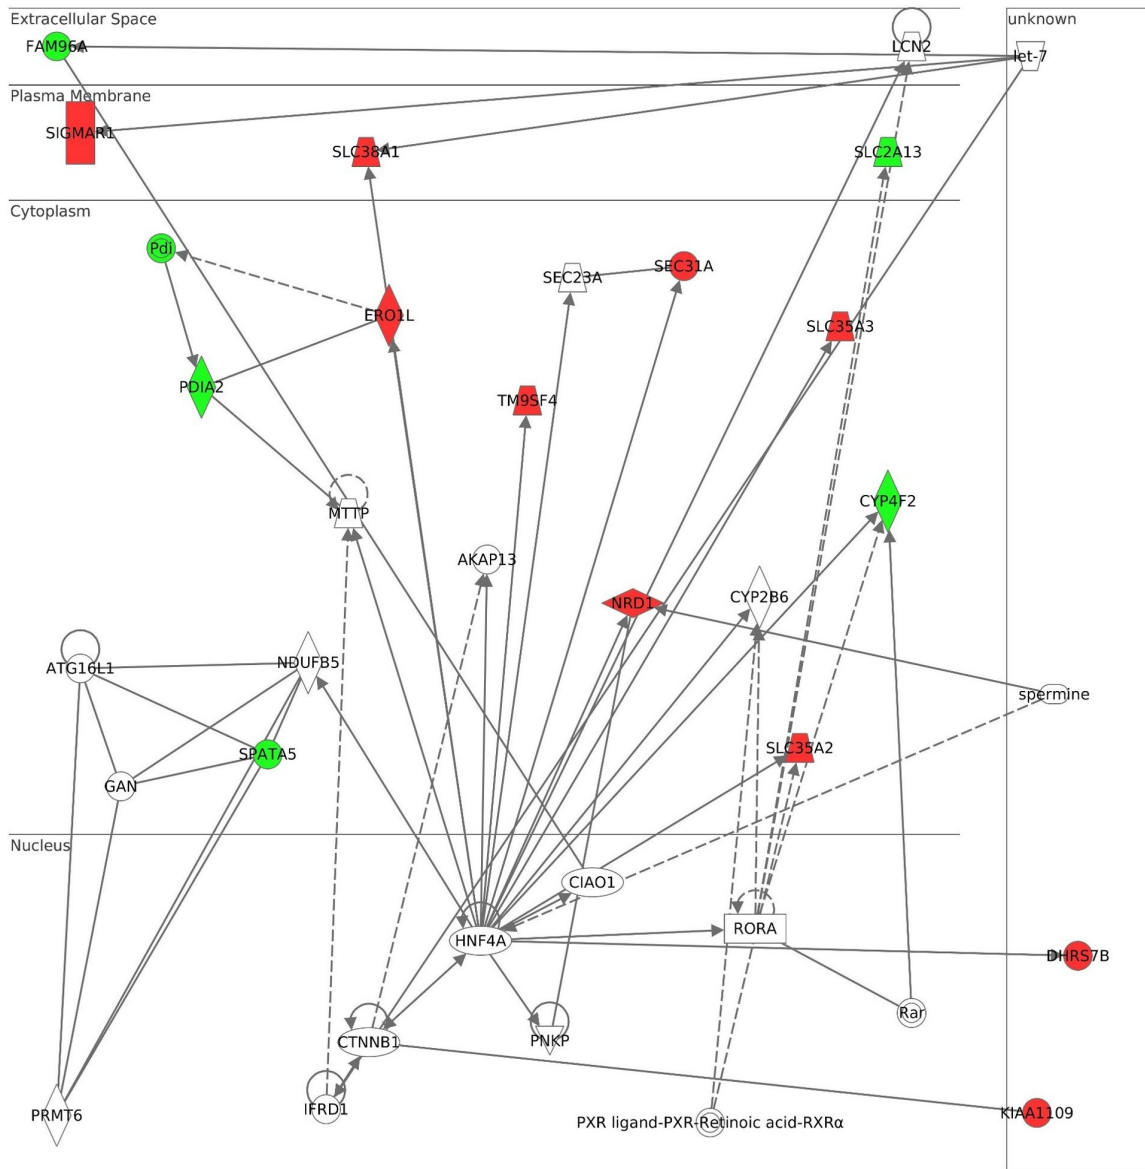 Extracellular Space
unknown
FAM96A
LCN2
let-7
Plasma Membrane
SIGMAR1
SLC38A1
SLC2A13
Cytoplasm
Pdi
SEC23A
SEC31A
ERO1L
SLC35A3
PDIA2
TM9SF4
MTTP
CYP4F2
AKAP13
NRD1
CYP2B6
ATG16L1
NDUFB5
spermine
SPATA5
SLC35A2
GAN
Nucleus
CIAO1
HNF4A
RORA
DHRS7B
Rar
CTNNB1
PNKP
IFRD1
PRMT6
PXR ligand-PXR-Retinoic acid-RXRα
KIAA1109